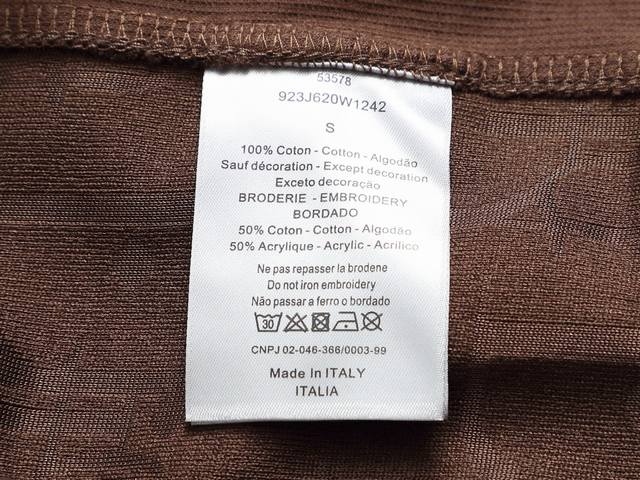 53578
923J620W1242
S
100% Coton - Cotton - Algodão
Sauf décoration - Except decoration
Exceto decoração
BRODERIE - EMBROIDERY
BORDADO
50% Coton - Cotton - Algodão
50% Acrylique - Acrylic - Acrílico
Ne pas repasser la brodene
Do not iron embroidery
Não passar a ferro o bordado
30
CNPJ 02-046-366/0003-99
Made In ITALY
ITALIA